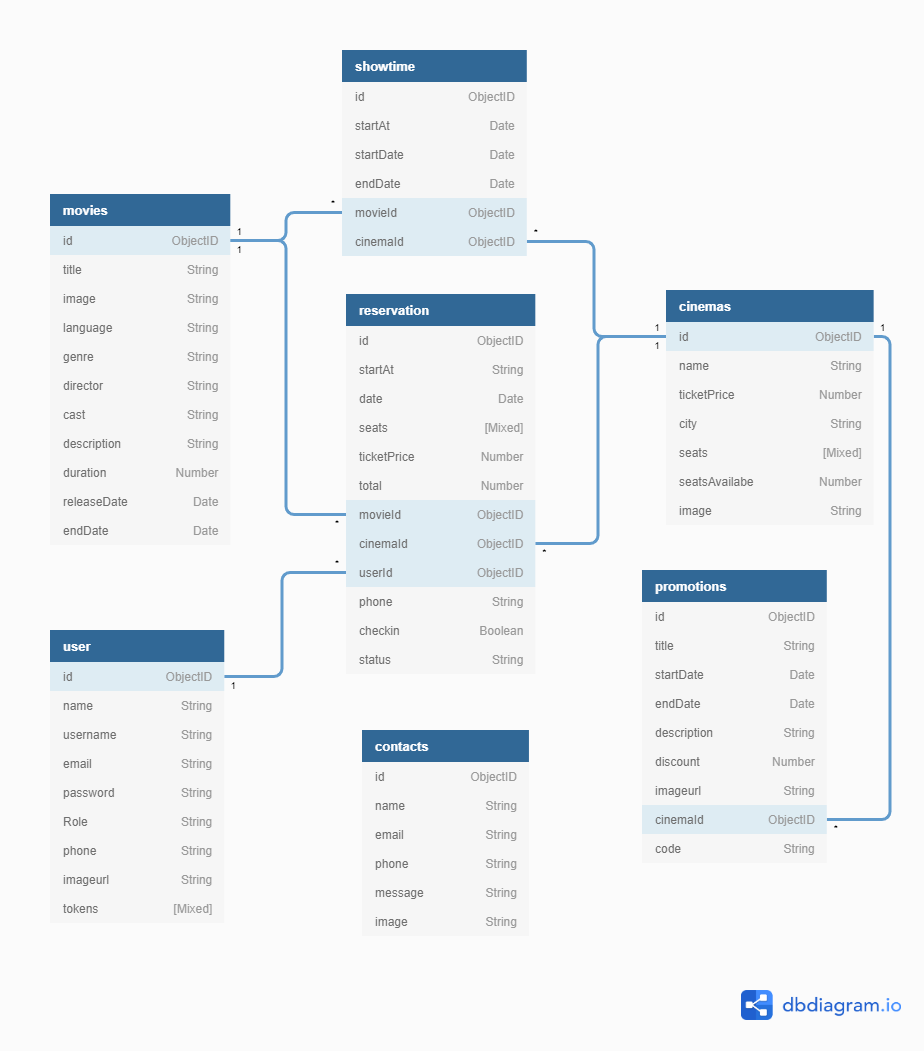 showtime
id ObjectID
startAt Date
startDate Date
endDate Date
* movieId ObjectID
cinemaId ObjectID *
movies
id ObjectID 1
1
title String
image String
language String
genre String
director String
cast String
description String
duration Number
releaseDate Date
endDate Date
reservation
id ObjectID
startAt String
date Date
seats [Mixed]
ticketPrice Number
total Number
movieId ObjectID
*
cinemaId ObjectID
*
* userId ObjectID
phone String
checkin Boolean
status String
cinemas
1 id ObjectID 1
1
name String
ticketPrice Number
city String
seats [Mixed]
seatsAvailabe Number
image String
promotions
id ObjectID
title String
startDate Date
endDate Date
description String
discount Number
imageurl String
cinemaId ObjectID
*
code String
user
id ObjectID
1
name String
username String
email String
password String
Role String
phone String
imageurl String
tokens [Mixed]
contacts
id ObjectID
name String
email String
phone String
message String
image String
dbdiagram.io